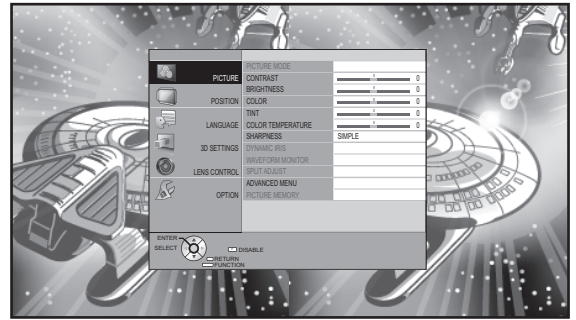 PICTURE
POSITION
LANGUAGE
3D SETTINGS
LENS CONTROL
OPTION
PICTURE MODE
CONTRAST 0
BRIGHTNESS 0
COLOR 0
TINT 0
COLOR TEMPERATURE 0
SHARPNESS SIMPLE
DYNAMIC IRIS
WAVEFORM MONITOR
SPLIT ADJUST
ADVANCED MENU
PICTURE MEMORY
ENTER
SELECT
DISABLE
RETURN
FUNCTION